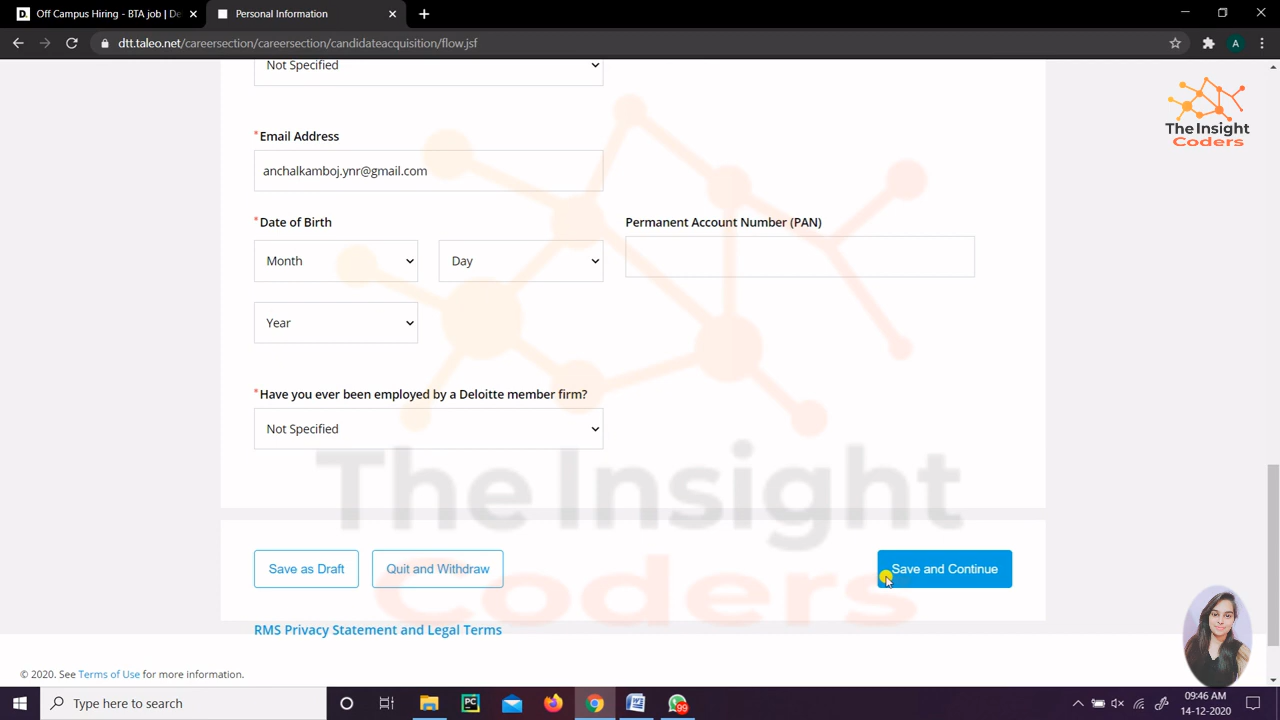 Off Campus Hiring - BTA job | De
Personal Information
dtt.taleo.net/careersection/careersection/candidateacquisition/flow.jsf
A
Not Specified
The Insight
Coders
*Email Address
anchalkamboj.ynr@gmail.com
*Date of Birth
Permanent Account Number (PAN)
Month
Day
Year
*Have you ever been employed by a Deloitte member firm?
Not Specified
The Insight
Coders
Save as Draft
Quit and Withdraw
Save and Continue
RMS Privacy Statement and Legal Terms
© 2020. See Terms of Use for more information.
Type here to search
PC
W
99
09:46 AM
14-12-2020